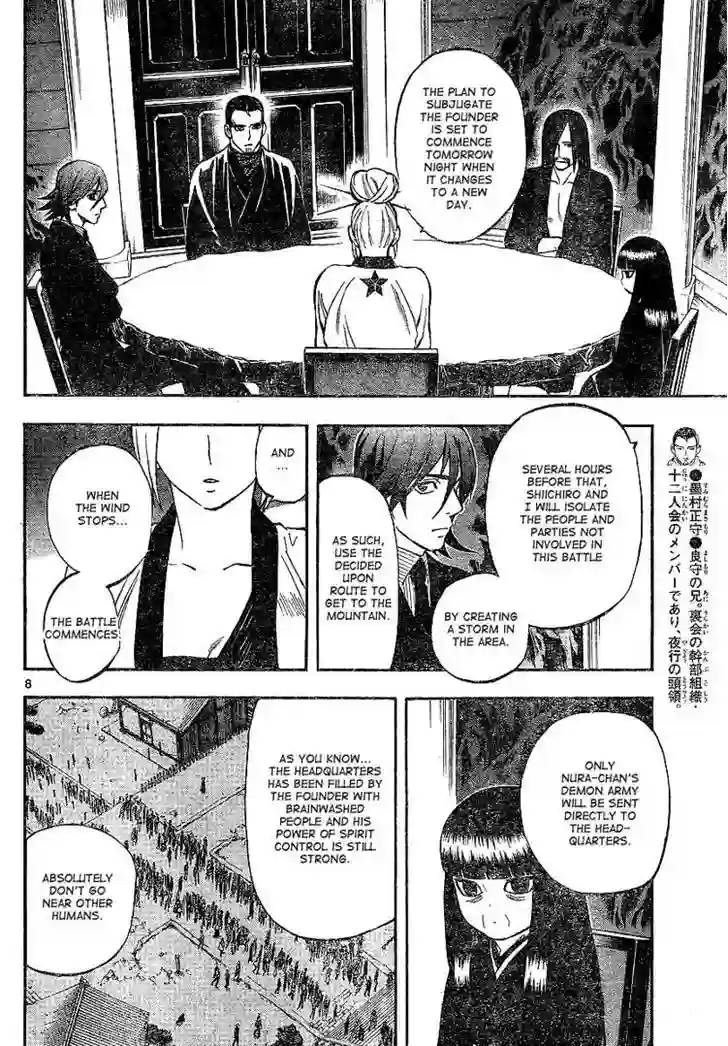 THE PLAN TO
SUBJUGATE
THE FOUNDER
IS SET TO
COMMENCE
TOMORROW
NIGHT WHEN
IT CHANGES
TO A NEW
DAY.
SEVERAL HOURS
BEFORE THAT,
SHIICHIRO AND
I WILL ISOLATE
THE PEOPLE AND
PARTIES NOT
INVOLVED IN
THIS BATTLE
BY CREATING
A STORM IN
THE AREA.
AS SUCH,
USE THE
DECIDED
UPON
ROUTE TO
GET TO THE
MOUNTAIN.
AND
...
WHEN
THE WIND
STOPS...
THE BATTLE
COMMENCES.
墨村正守
良守の兄。裏会の幹部組織・
十二人会のメンバーであり、夜行の頭領。
8
ONLY
NURA-CHAN'S
DEMON ARMY
WILL BE SENT
DIRECTLY TO
THE HEAD-
QUARTERS.
AS YOU KNOW...
THE HEADQUARTERS
HAS BEEN FILLED BY
THE FOUNDER WITH
BRAINWASHED
PEOPLE AND HIS
POWER OF SPIRIT
CONTROL IS STILL
STRONG.
ABSOLUTELY
DON'T GO
NEAR OTHER
HUMANS.